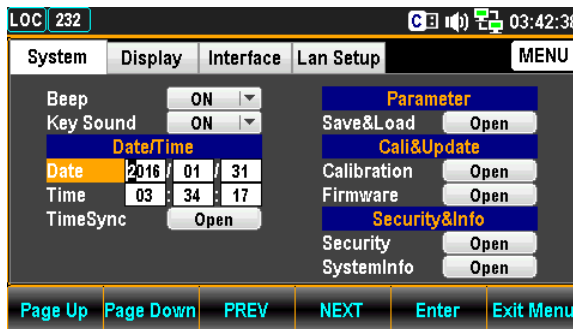 LOC 232 C 03:42:38
System Display Interface Lan Setup MENU
Beep ON
Key Sound ON
Date/Time
Date 2016 / 01 / 31
Time 03 : 34 : 17
TimeSync Open
Parameter
Save&Load Open
Cali&Update
Calibration Open
Firmware Open
Security&Info
Security Open
SystemInfo Open
Page Up Page Down PREV NEXT Enter Exit Menu